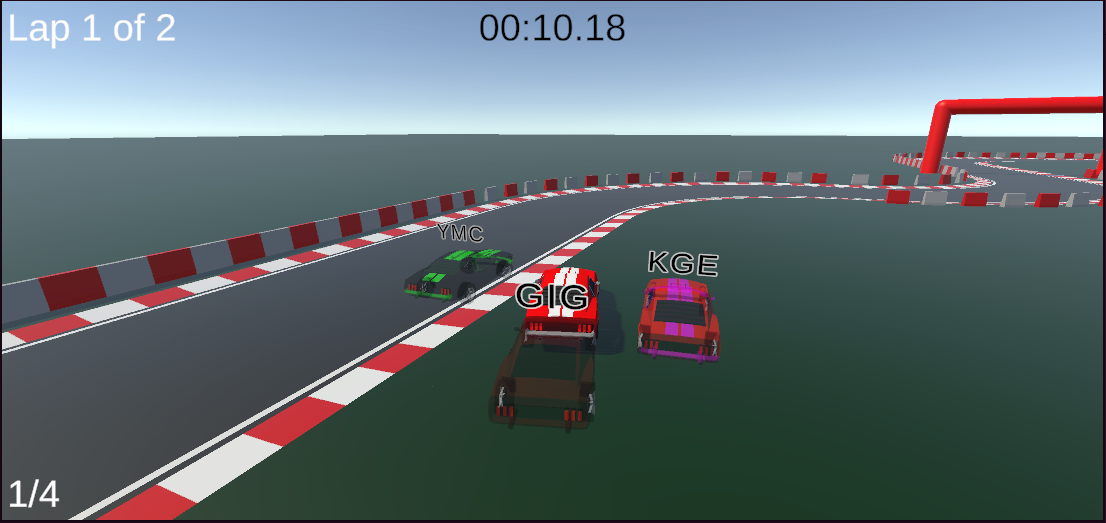 Lap 1 of 2
00:10.18
YMC
KGE
GIG
1/4